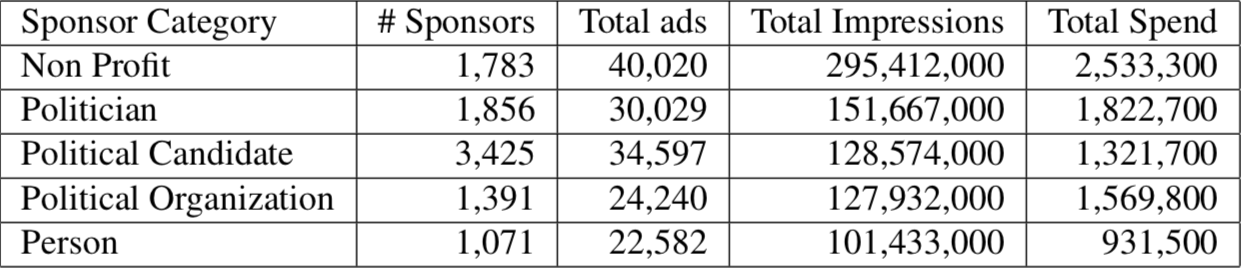 Sponsor Category # Sponsors Total ads Total Impressions Total Spend
Non Profit 1,783 40,020 295,412,000 2,533,300
Politician 1,856 30,029 151,667,000 1,822,700
Political Candidate 3,425 34,597 128,574,000 1,321,700
Political Organization 1,391 24,240 127,932,000 1,569,800
Person 1,071 22,582 101,433,000 931,500